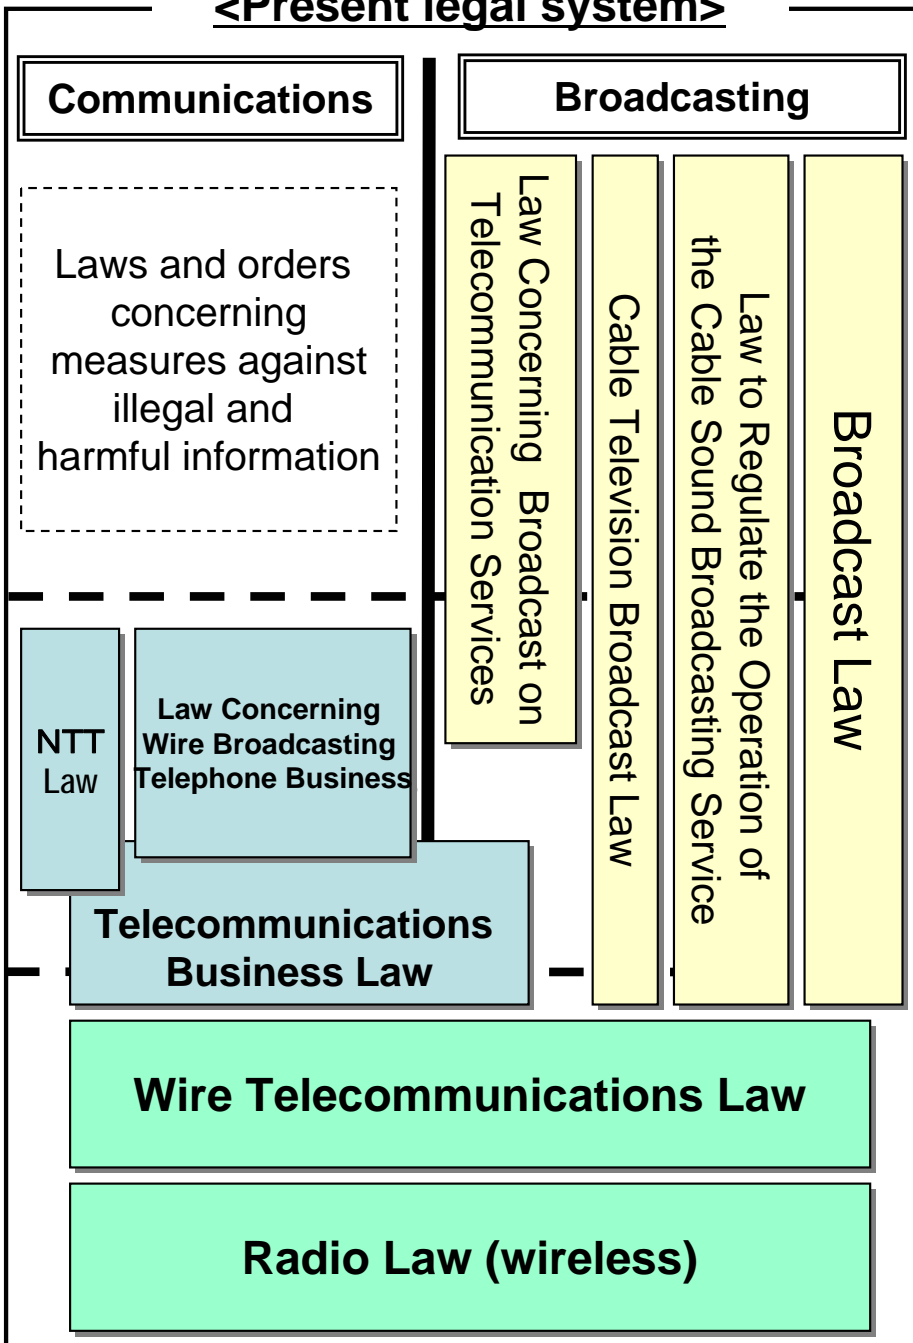 <Present legal system>
Communications
Broadcasting
Laws and orders
concerning
measures against
illegal and
harmful information
Law Concerning Broadcast on
Telecommunication Services
Cable Television Broadcast Law
Law to Regulate the Operation of
the Cable Sound Broadcasting Service
Broadcast Law
NTT
Law
Law Concerning
Wire Broadcasting
Telephone Business
Telecommunications
Business Law
Wire Telecommunications Law
Radio Law (wireless)